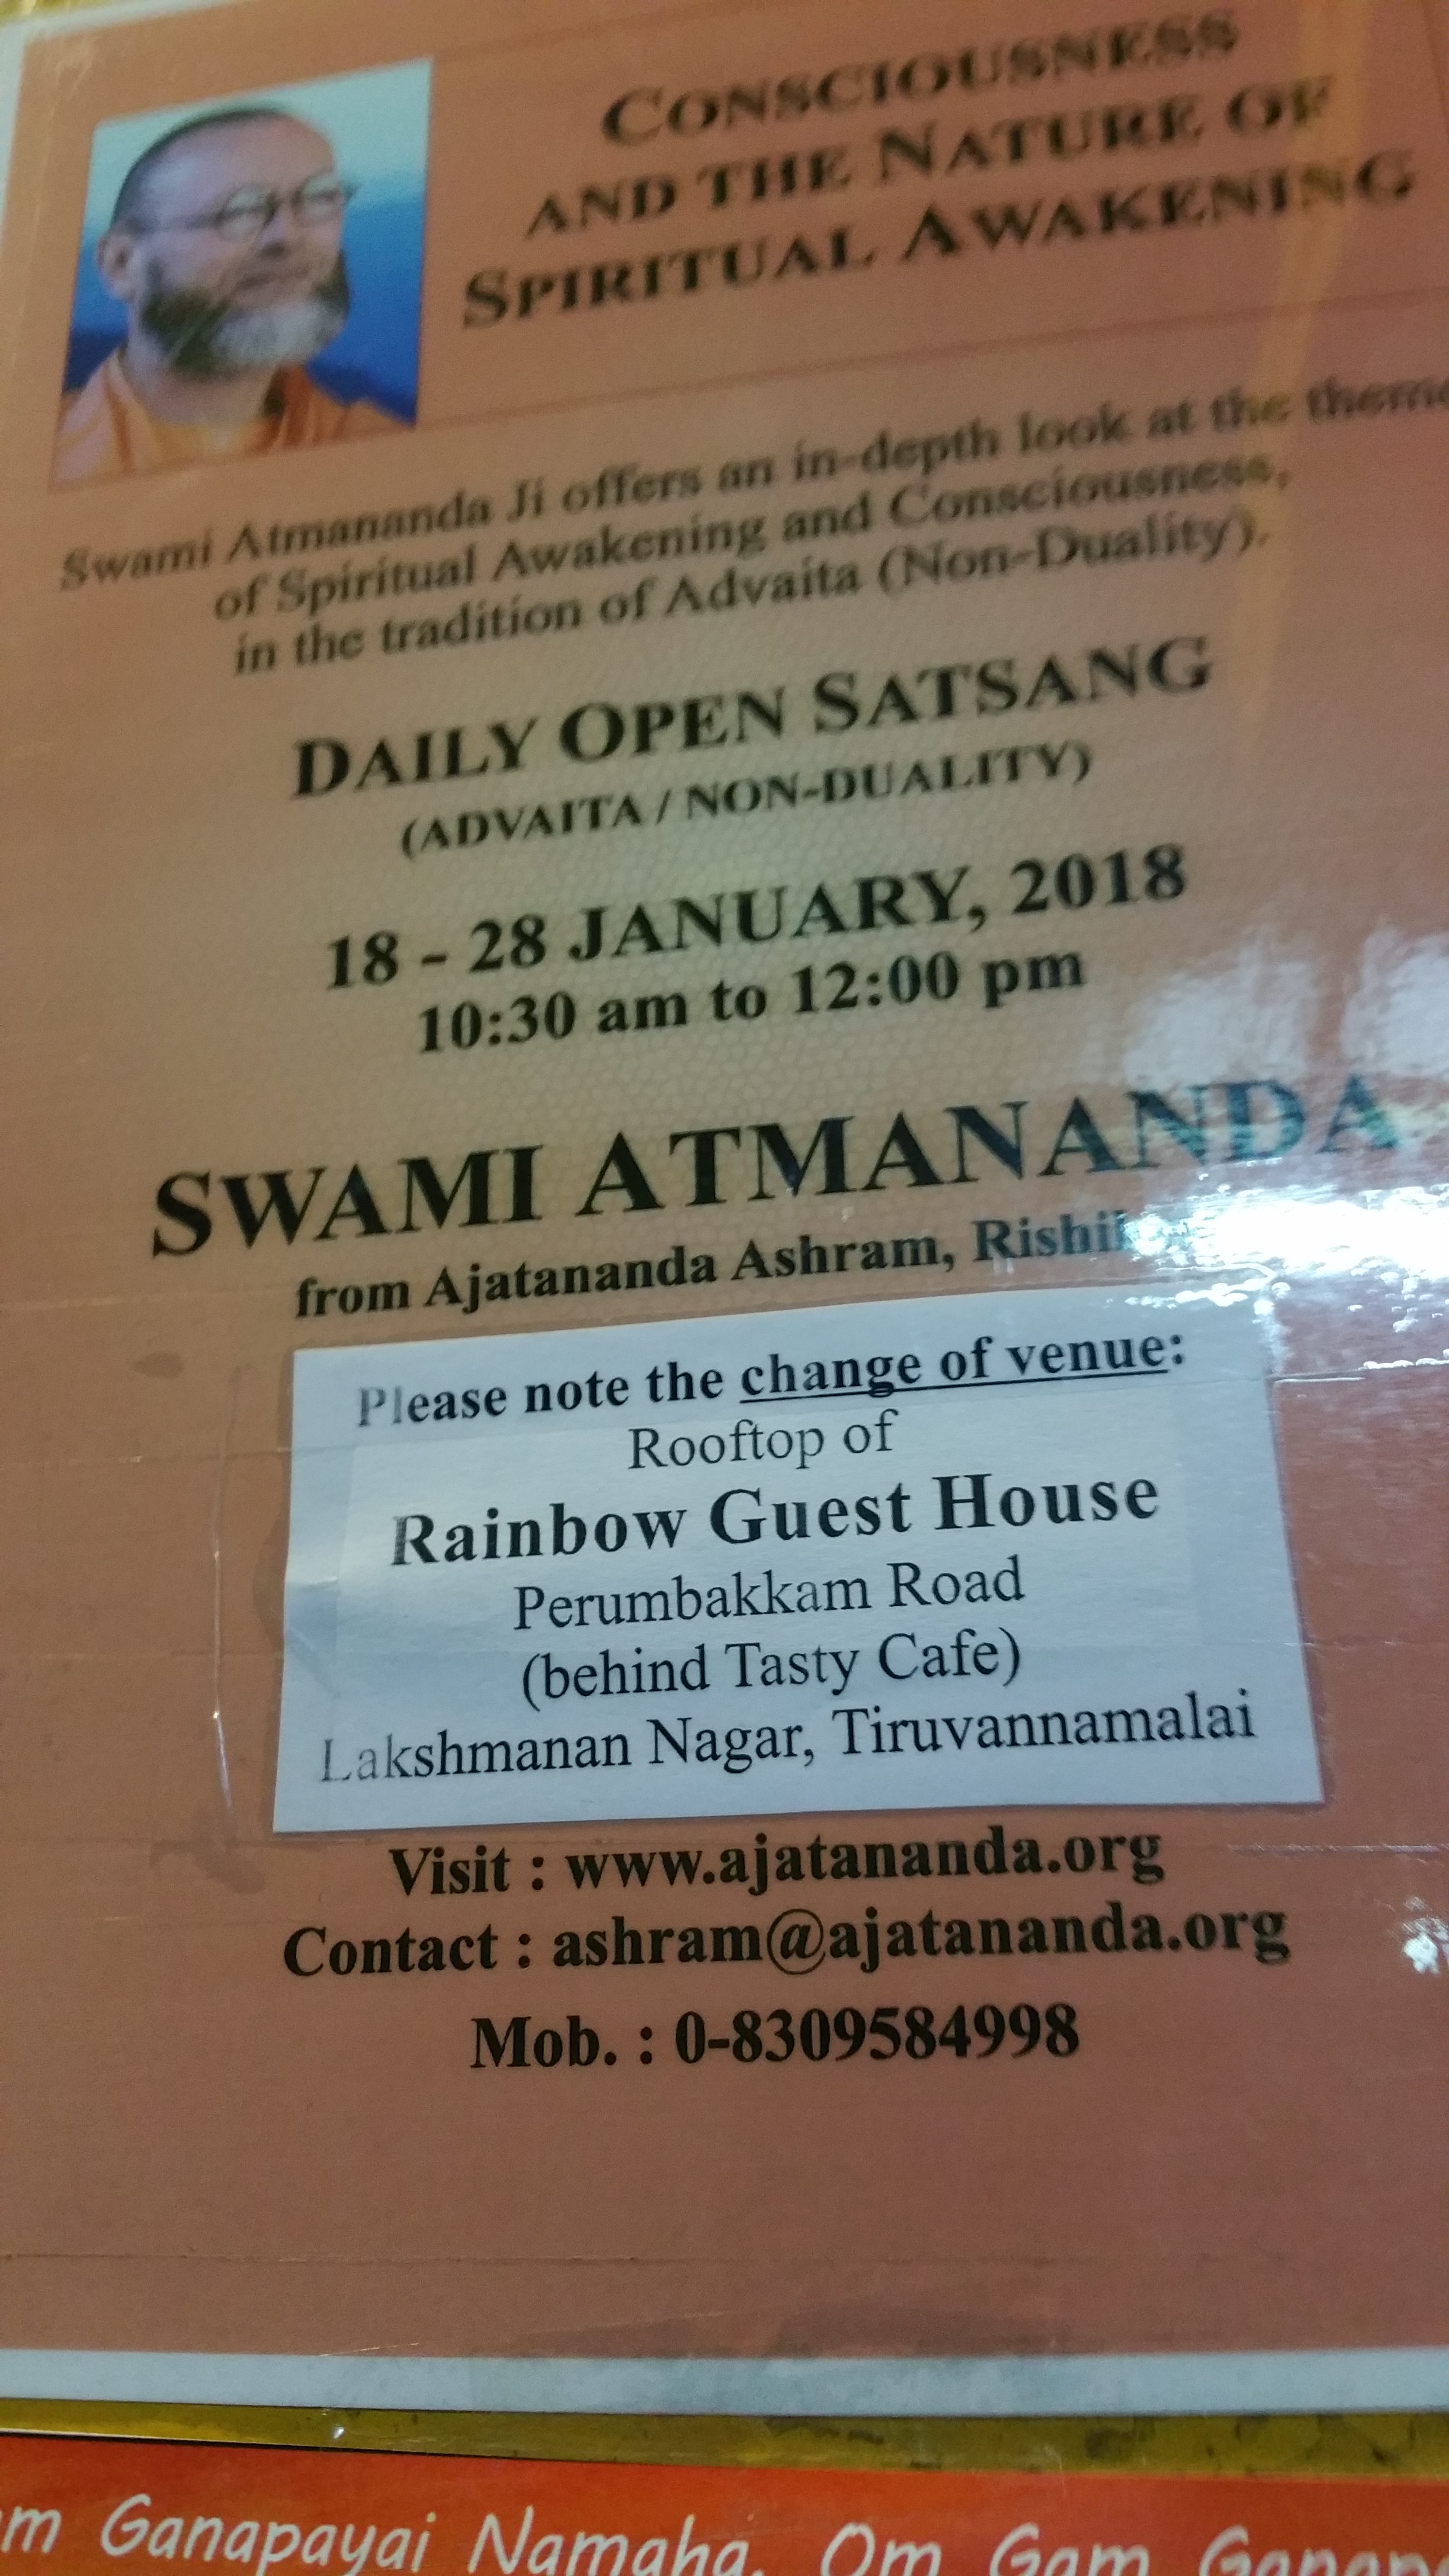 CONSCIOUSNESS
AND THE NATURE OF
SPIRITUAL AWAKENING
Swami Atmananda Ji offers an in-depth look at the theme
of Spiritual Awakening and Consciousness,
in the tradition of Advaita (Non-Duality).
DAILY OPEN SATSANG
(ADVAITA / NON-DUALITY)
18 - 28 JANUARY, 2018
10:30 am to 12:00 pm
SWAMI ATMANANDA
from Ajatananda Ashram,
Please note the change of venue:
Rooftop of
Rainbow Guest House
Perumbakkam Road
(behind Tasty Cafe)
Lakshmanan Nagar, Tiruvannamalai
Visit : www.ajatananda.org
Contact : ashram@ajatananda.org
Mob. : 0-8309584998
Ganapayai Namaha. Om Gam